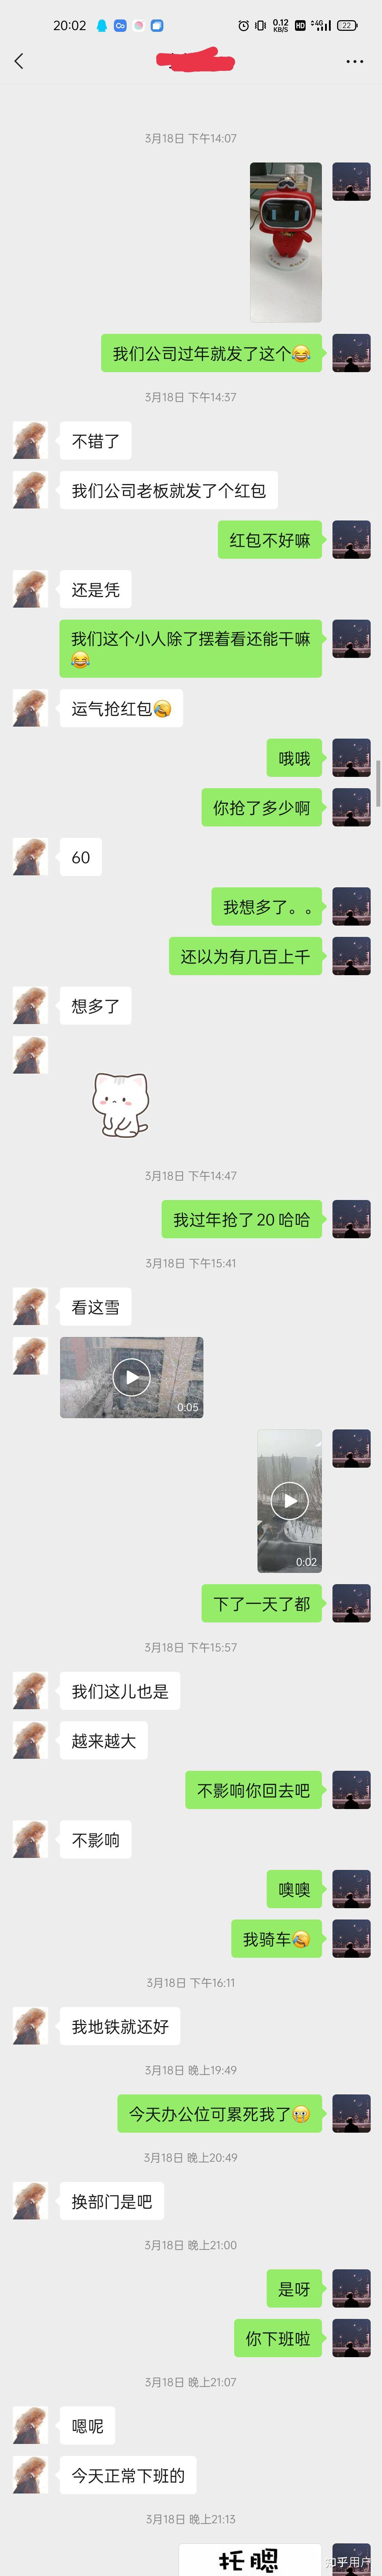 20:02
0.12
KB/S
HD
4G
22
3月18日 下午14:07
我们公司过年就发了这个😂
3月18日 下午14:37
不错了
我们公司老板就发了个红包
红包不好嘛
还是凭
我们这个小人除了摆着看还能干嘛
😂
运气抢红包😭
哦哦
你抢了多少啊
60
我想多了。。
还以为有几百上千
想多了
3月18日 下午14:47
我过年抢了20哈哈
3月18日 下午15:41
看这雪
0:05
0:02
下了一天了都
3月18日 下午15:57
我们这儿也是
越来越大
不影响你回去吧
不影响
噢噢
我骑车😭
3月18日 下午16:11
我地铁就还好
3月18日 晚上19:49
今天办公位可累死我了😭
3月18日 晚上20:49
换部门是吧
3月18日 晚上21:00
是呀
你下班啦
3月18日 晚上21:07
嗯呢
今天正常下班的
3月18日 晚上21:13
托腮
知乎用户